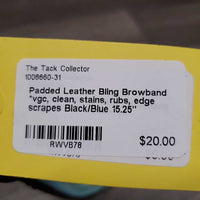 The Tack Collector
1006660-31
Padded Leather Bling Browband
"vgc, clean, stains, rubs, edge
scrapes Black/Blue 15.25"
$20.00
RWVB78